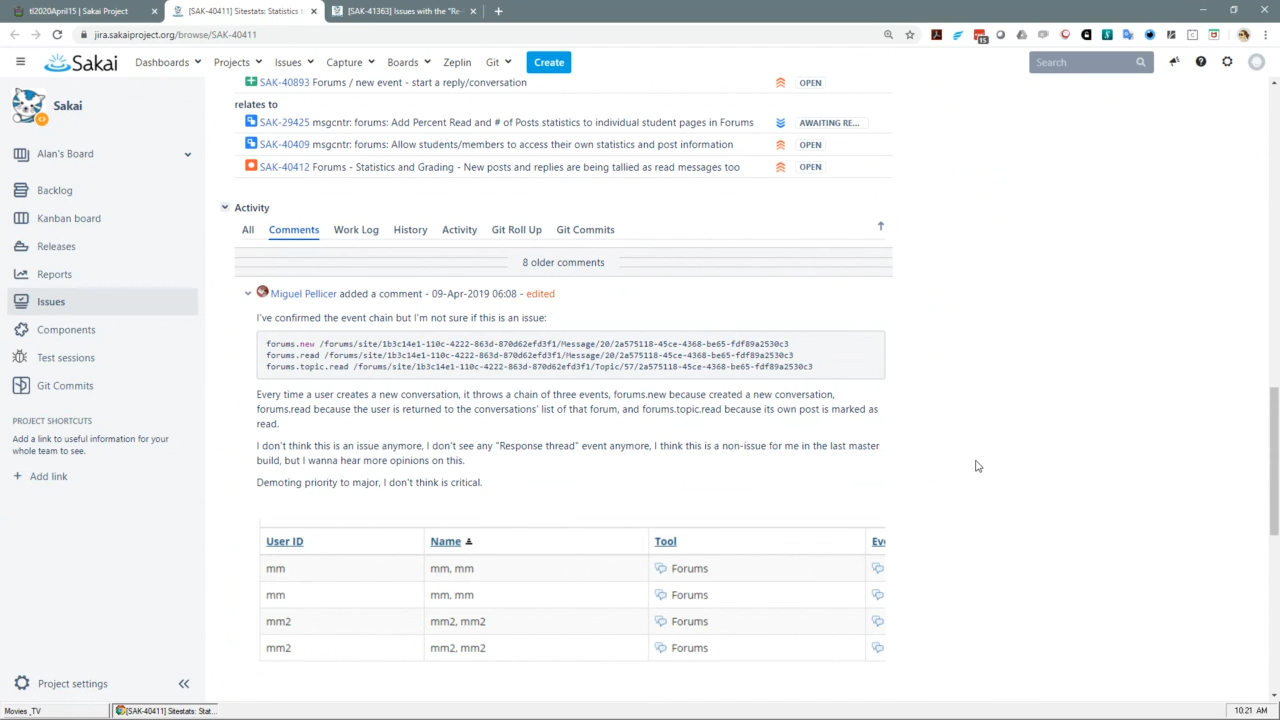 tl2020April15 | Sakai Project
[SAK-40411] Sitestats: Statistics t
[SAK-41363] Issues with the "Re
jira.sakaiproject.org/browse/SAK-40411
15
Sakai
Dashboards
Projects
Issues
Capture
Boards
Zeplin
Git
Create
Search
Sakai
Alan's Board
Backlog
Kanban board
Releases
Reports
Issues
Components
Test sessions
Git Commits
PROJECT SHORTCUTS
Add a link to useful information for your
whole team to see.
+ Add link
Project settings
SAK-40893 Forums / new event - start a reply/conversation OPEN
relates to
SAK-29425 msgcntr: forums: Add Percent Read and # of Posts statistics to individual student pages in Forums AWAITING RE...
SAK-40409 msgcntr: forums: Allow students/members to access their own statistics and post information OPEN
SAK-40412 Forums - Statistics and Grading - New posts and replies are being tallied as read messages too OPEN
Activity
All Comments Work Log History Activity Git Roll Up Git Commits
8 older comments
Miguel Pellicer added a comment - 09-Apr-2019 06:08 - edited
I've confirmed the event chain but I'm not sure if this is an issue:
forums.new /forums/site/1b3c14e1-110c-4222-863d-870d62efd3f1/Message/20/2a575118-45ce-4368-be65-fdf89a2530c3
forums.read /forums/site/1b3c14e1-110c-4222-863d-870d62efd3f1/Message/20/2a575118-45ce-4368-be65-fdf89a2530c3
forums.topic.read /forums/site/1b3c14e1-110c-4222-863d-870d62efd3f1/Topic/57/2a575118-45ce-4368-be65-fdf89a2530c3
Every time a user creates a new conversation, it throws a chain of three events, forums.new because created a new conversation,
forums.read because the user is returned to the conversations' list of that forum, and forums.topic.read because its own post is marked as
read.
I don't think this is an issue anymore, I don't see any "Response thread" event anymore, I think this is a non-issue for me in the last master
build, but I wanna hear more opinions on this.
Demoting priority to major, I don't think is critical.
User ID Name Tool Eve
mm mm, mm Forums
mm mm, mm Forums
mm2 mm2, mm2 Forums
mm2 mm2, mm2 Forums
Movies_TV
[SAK-40411] Sitestats: Stat...
10:21 AM